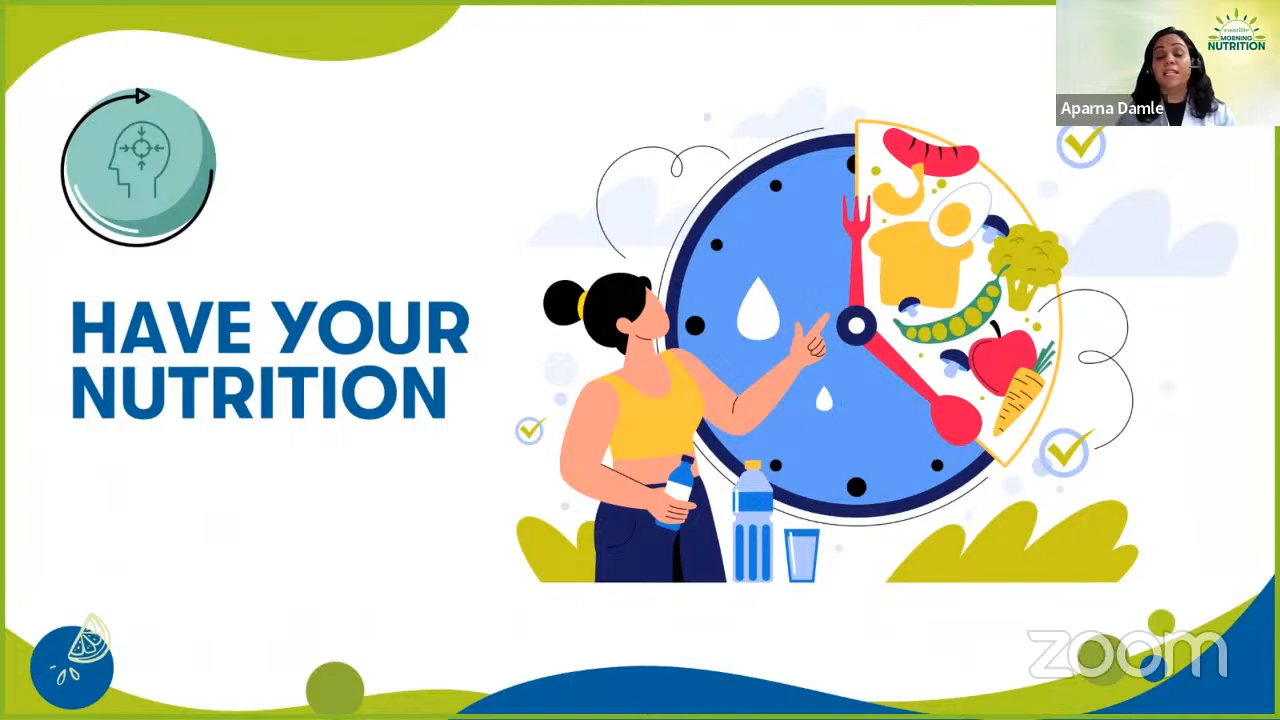 MORNING
NUTRITION
Aparna Damle
HAVE YOUR
NUTRITION
zoom